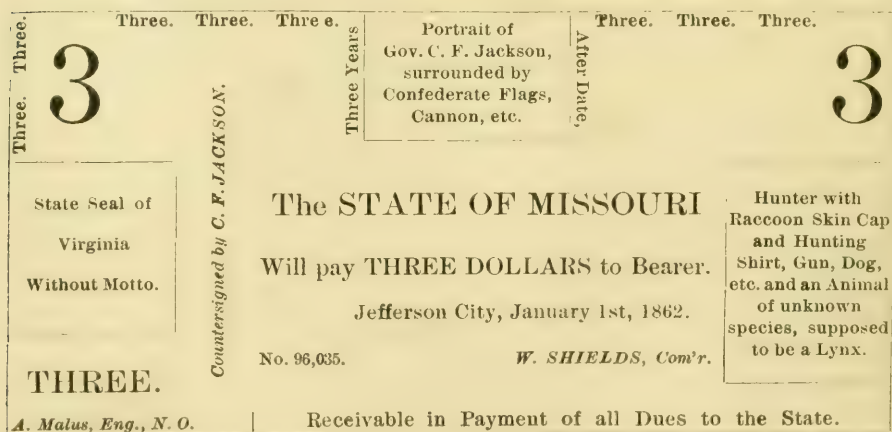 Three. Three. Three. Three. Three. Three.
Three. Three.
3
Three Years
Portrait of
Gov. C. F. Jackson,
surrounded by
Confederate Flags,
Cannon, etc.
After Date,
3
State Seal of
Virginia
Without Motto.
Countersigned by C. F. JACKSON.
The STATE OF MISSOURI
Will pay THREE DOLLARS to Bearer.
Jefferson City, January 1st, 1862.
No. 96,035.
W. SHIELDS, Com'r.
Hunter with
Raccoon Skin Cap
and Hunting
Shirt, Gun, Dog,
etc. and an Animal
of unknown
species, supposed
to be a Lynx.
THREE.
A. Malus, Eng., N. O.
Receivable in Payment of all Dues to the State.